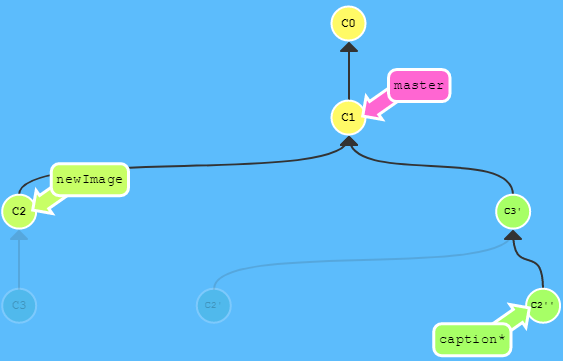 C0
master
C1
newImage
C2
C3'
C3
C2'
C2''
caption*